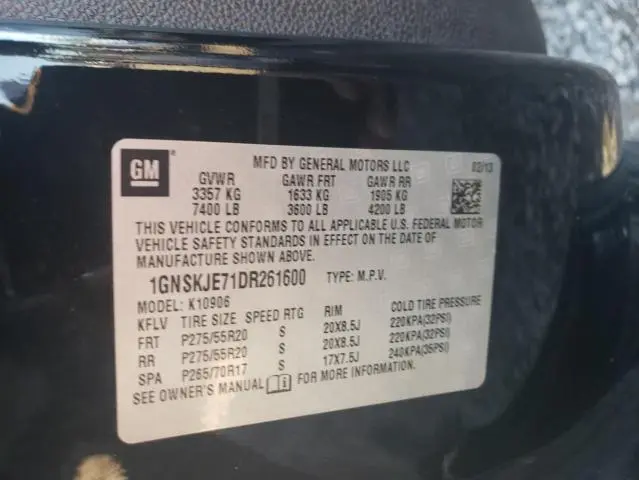 GM ®
MFD BY GENERAL MOTORS LLC 02/13
GVWR GAWR FRT GAWR RR
3357 KG 1633 KG 1905 KG
7400 LB 3600 LB 4200 LB
THIS VEHICLE CONFORMS TO ALL APPLICABLE U.S. FEDERAL MOTOR
VEHICLE SAFETY STANDARDS IN EFFECT ON THE DATE OF
MANUFACTURE SHOWN ABOVE.
1GNSKJE71DR261600 TYPE: M.P.V.
MODEL: K10906
KFLV TIRE SIZE SPEED RTG RIM COLD TIRE PRESSURE
FRT P275/55R20 S 20X8.5J 220KPA(32PSI)
RR P275/55R20 S 20X8.5J 220KPA(32PSI)
SPA P265/70R17 S 17X7.5J 240KPA(35PSI)
SEE OWNER'S MANUAL FOR MORE INFORMATION.